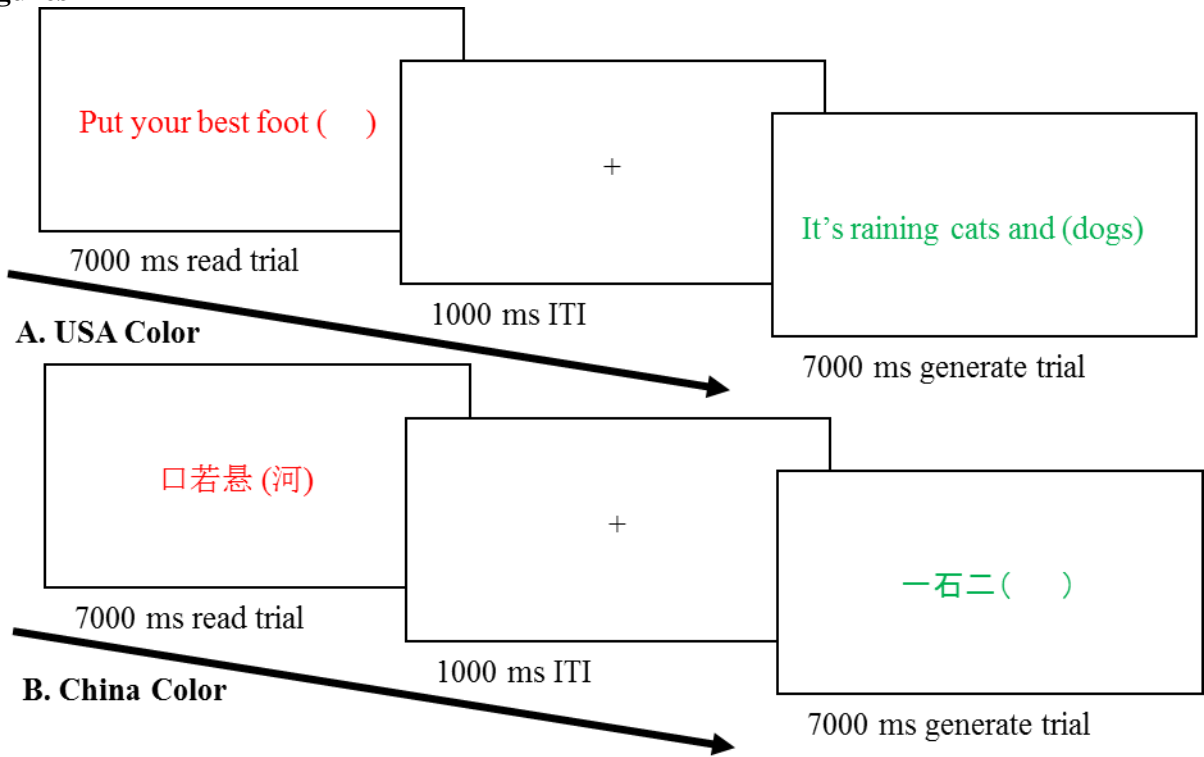 Put your best foot (    )
+
It's raining cats and (dogs)
7000 ms read trial
1000 ms ITI
7000 ms generate trial
A. USA Color
口若悬 (河)
+
一石二(    )
7000 ms read trial
1000 ms ITI
7000 ms generate trial
B. China Color